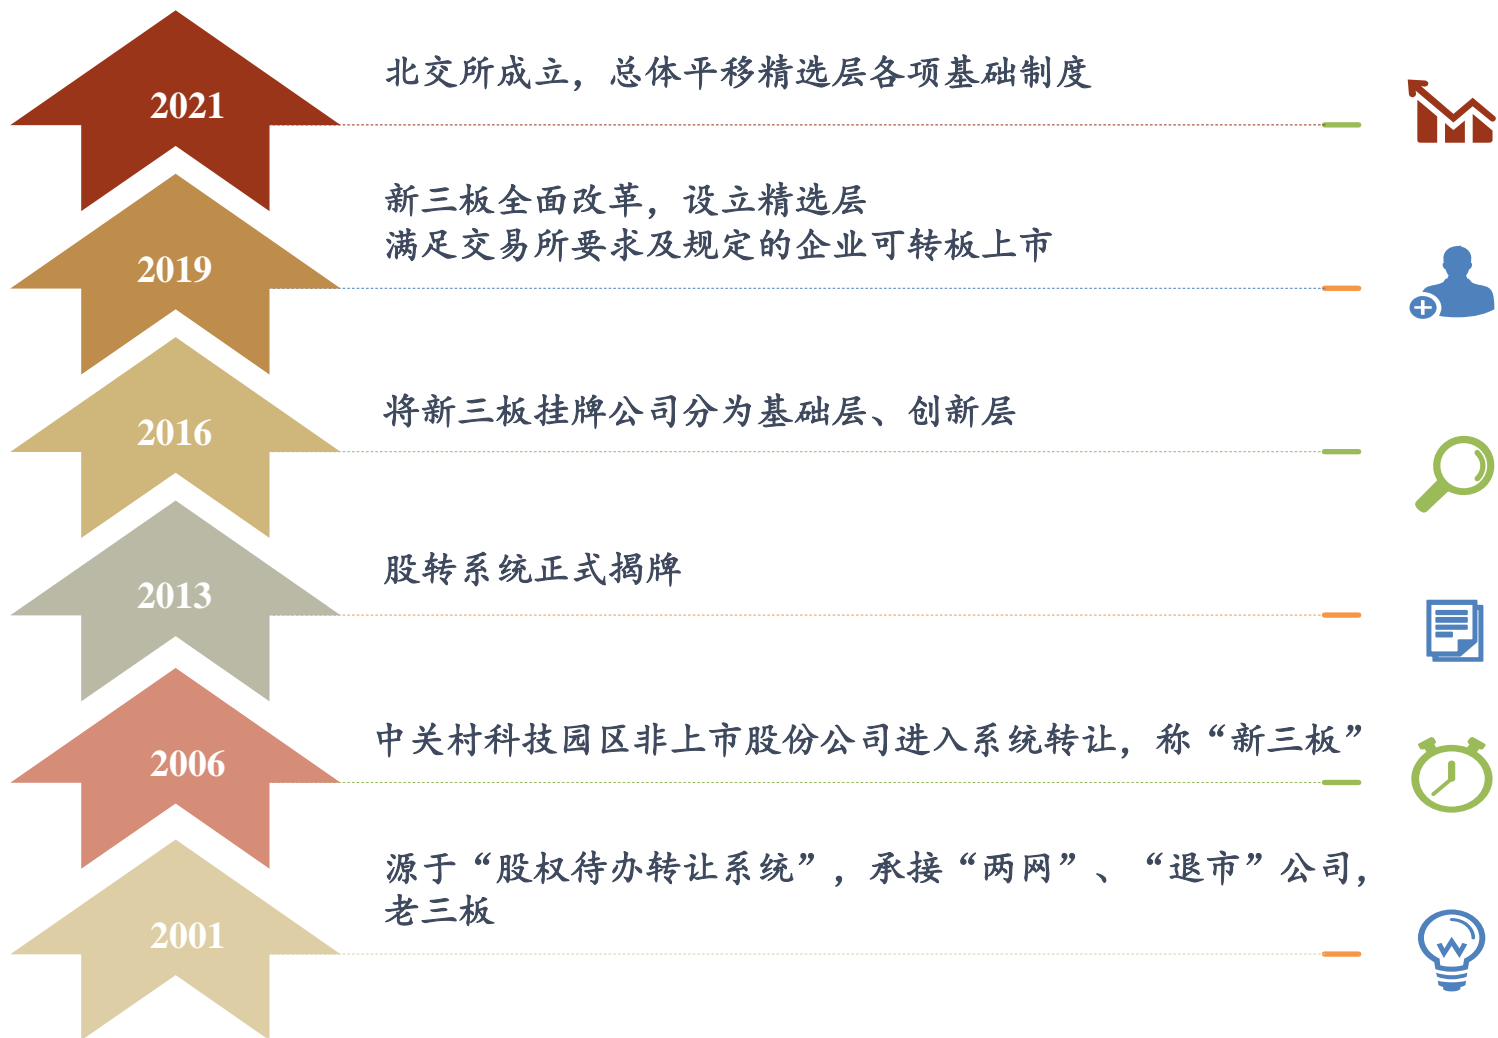 2021
北交所成立，总体平移精选层各项基础制度
2019
新三板全面改革，设立精选层
满足交易所要求及规定的企业可转板上市
2016
将新三板挂牌公司分为基础层、创新层
2013
股转系统正式揭牌
2006
中关村科技园区非上市股份公司进入系统转让，称“新三板”
2001
源于“股权待办转让系统”，承接“两网”、“退市”公司，
老三板